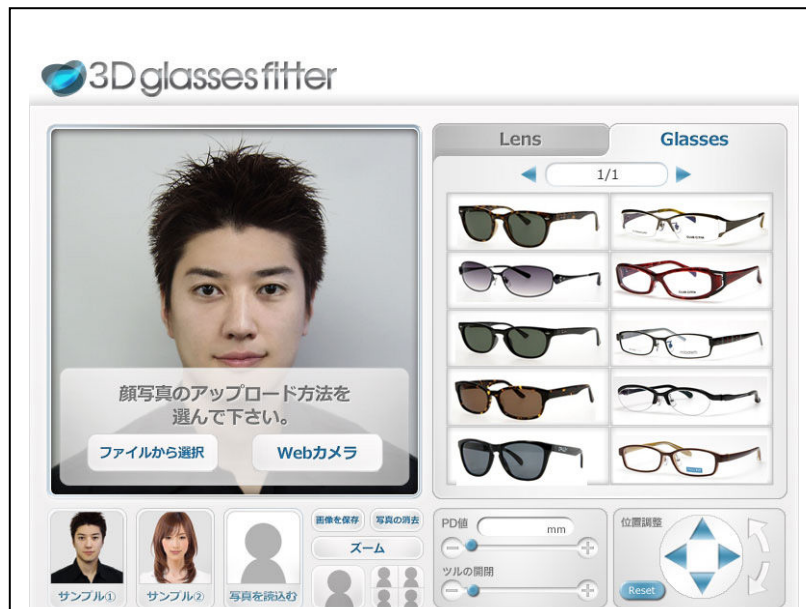 3D glasses fitter
Lens
Glasses
1/1
顔写真のアップロード方法を
選んで下さい。
ファイルから選択
Webカメラ
画像を保存
写真の消去
ズーム
サンプル①
サンプル②
写真を読込む
PD値
mm
ツルの開閉
位置調整
Reset